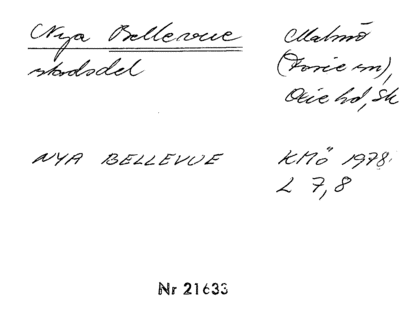 Nya Bellevue
stadsdel
Malmö
(Fosie sn),
Oxie hd, Sk
NYA BELLEVUE
KMÖ 1978
L 7,8
Nr 21633